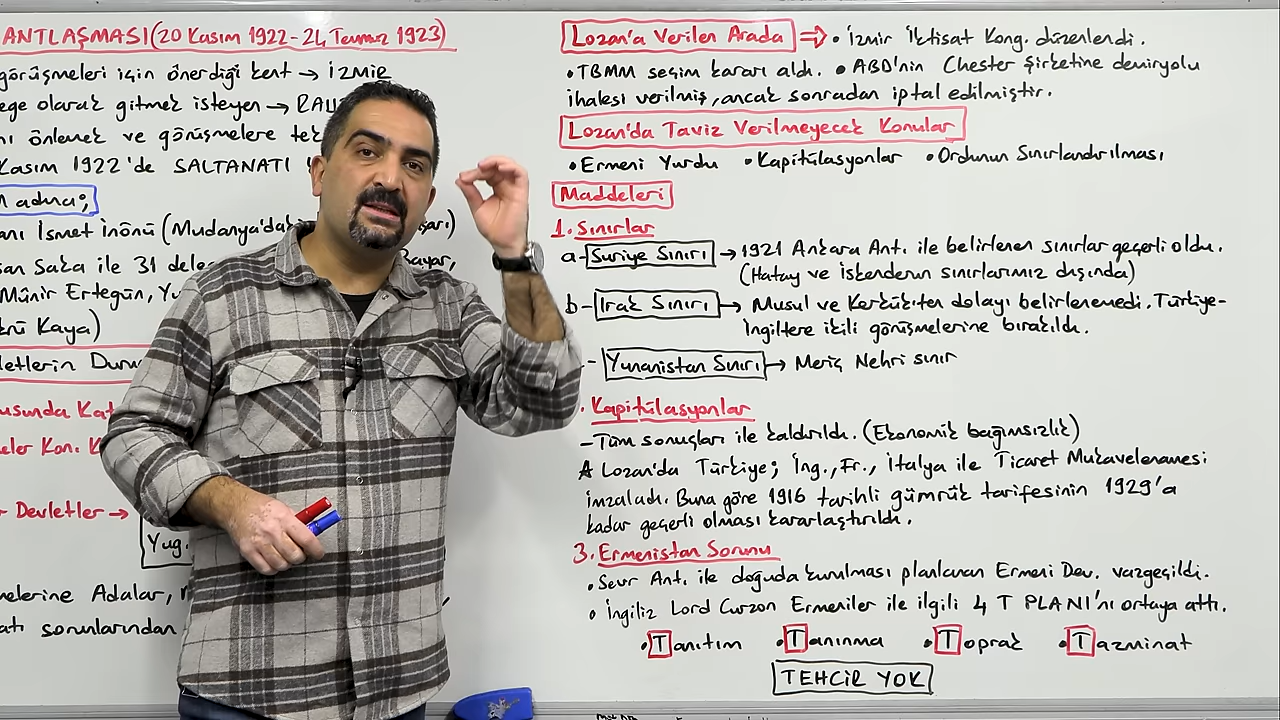 ANTLAŞMASI (20 Kasım 1922-24 Temmuz 1923)
görüşmeleri için önerdiği kent → İZMİR
ege olarak gitmek isteyen →
nı önlemek ve görüşmelere
Kasım 1922'de SALTANATI
adına;
anı İsmet İnönü (Mudanya'daki
san Saka ile 31
Münir Ertegün,
rü Kaya)
letlerin
usunda
eler Kon.
Devletler →
Yug.
melerine Adalar,
atı sorunlarından
Lozan'a Verilen Arada ⇒ • İzmir İktisat Kong. düzenlendi.
• TBMM seçim kararı aldı. • ABD'nin Chester Şirketine demiryolu
ihalesi verilmiş, ancak sonradan iptal edilmiştir.
Lozan'da Taviz Verilmeyecek Konular
• Ermeni Yurdu • Kapitülasyonlar • Ordunun Sınırlandırılması
Maddeleri
1. Sınırlar
a- Suriye Sınırı → 1921 Ankara Ant. ile belirlenen sınırlar geçerli oldu.
(Hatay ve İskenderun sınırlarımız dışında)
b- Irak Sınırı → Musul ve Kerkük'ten dolayı belirlenemedi. Türkiye-
İngiltere ikili görüşmelerine bırakıldı.
- Yunanistan Sınırı → Meriç Nehri sınır
. Kapitülasyonlar
- Tüm sonuçları ile kaldırıldı. (Ekonomik bağımsızlık)
Lozan'da Türkiye; İng., Fr., İtalya ile Ticaret Mukavelenamesi
imzaladı. Buna göre 1916 tarihli gümrük tarifesinin 1929'a
kadar geçerli olması kararlaştırıldı.
3. Ermenistan Sorunu
• Sevr Ant. ile doğuda kurulması planlanan Ermeni Dev. vazgeçildi.
• İngiliz Lord Curzon Ermeniler ile ilgili 4 T PLANI'nı ortaya attı.
• Tanıtım • Tanınma • Toprak • Tazminat
TEHCİR YOK